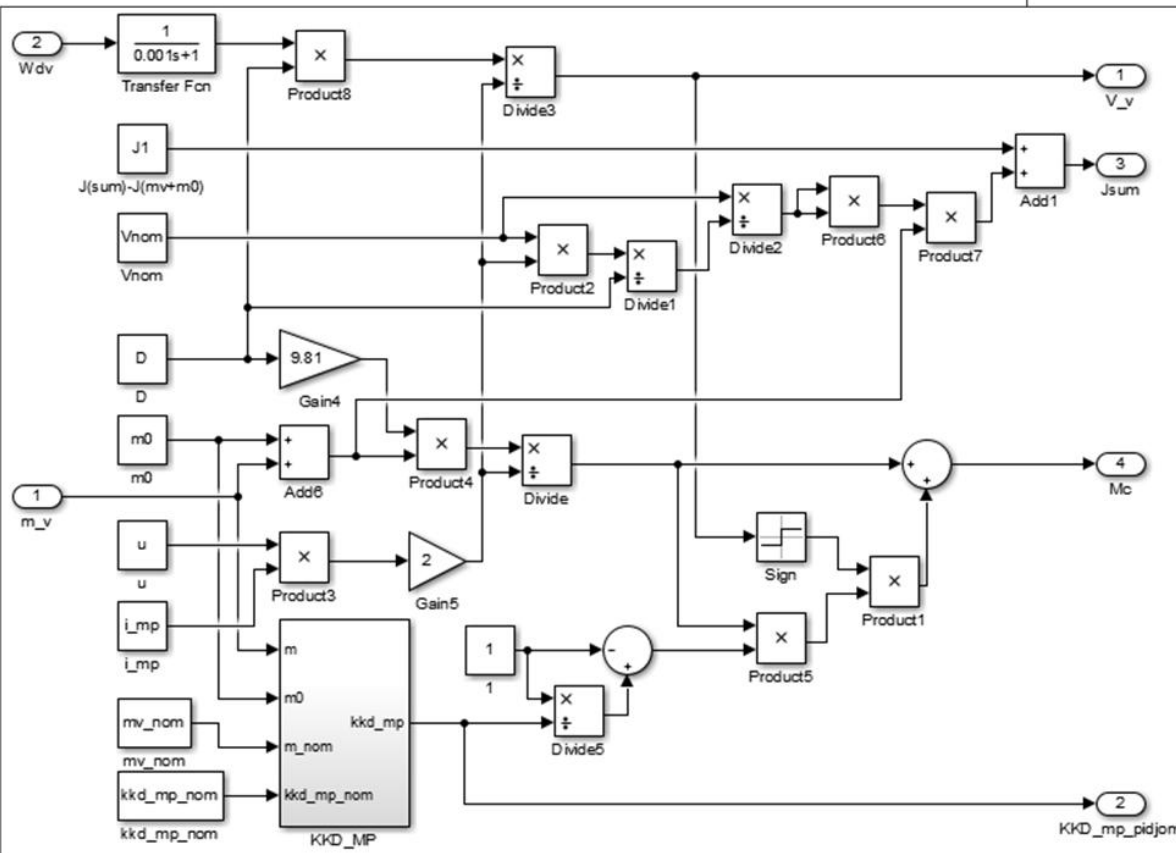 2
Wdv
1
0.001s+1
Transfer Fcn
×
Product8
×
÷
Divide3
1
V_v
J1
J(sum)-J(mv+m0)
+
+
Add1
3
Jsum
Vnom
Vnom
×
Product2
×
÷
Divide1
×
÷
Divide2
×
Product6
×
Product7
D
D
9.81
Gain4
m0
m0
+
+
Add6
×
Product4
×
÷
Divide
+
+
4
Mc
1
m_v
u
u
×
Product3
2
Gain5
Sign
×
Product1
i_mp
i_mp
m
m0
m_nom
kkd_mp_nom
kkd_mp
KKD_MP
1
1
-
+
×
Product5
×
÷
Divide5
mv_nom
mv_nom
kkd_mp_nom
kkd_mp_nom
2
KKD_mp_pidjom